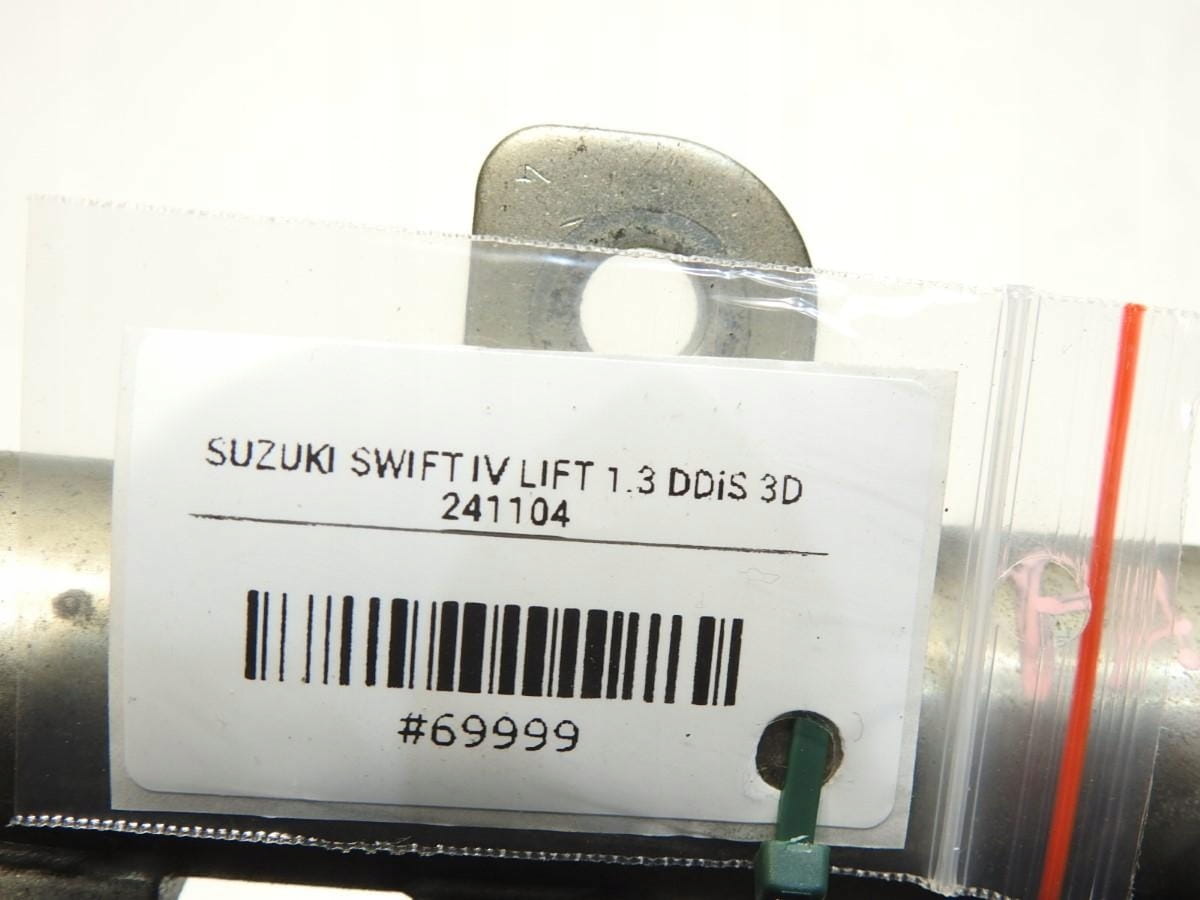 SUZUKI SWIFT IV LIFT 1.3 DDiS 3D
241104
#69999